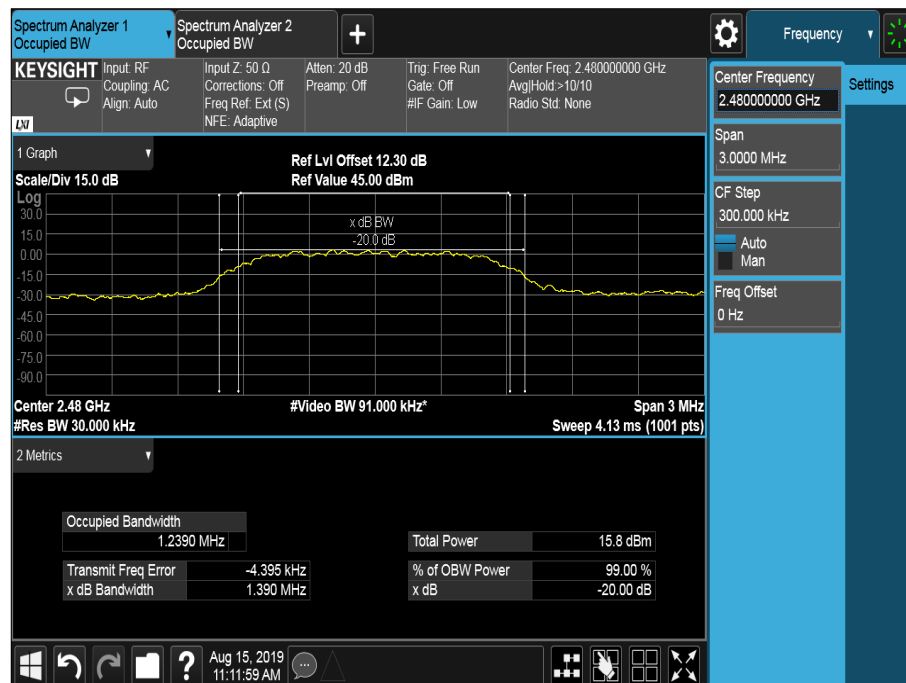 Spectrum Analyzer 1
Occupied BW
Spectrum Analyzer 2
Occupied BW
Frequency
KEYSIGHT
LXI
Input: RF
Coupling: AC
Align: Auto
Input Z: 50 Ω
Corrections: Off
Freq Ref: Ext (S)
NFE: Adaptive
Atten: 20 dB
Preamp: Off
Trig: Free Run
Gate: Off
#IF Gain: Low
Center Freq: 2.480000000 GHz
Avg|Hold:>10/10
Radio Std: None
Center Frequency
2.480000000 GHz
Settings
Span
3.0000 MHz
CF Step
300.000 kHz
Auto
Man
Freq Offset
0 Hz
1 Graph
Scale/Div 15.0 dB
Ref Lvl Offset 12.30 dB
Ref Value 45.00 dBm
Log
30.0
15.0
0.00
-15.0
-30.0
-45.0
-60.0
-75.0
-90.0
x dB BW
-20.0 dB
Center 2.48 GHz
#Res BW 30.000 kHz
#Video BW 91.000 kHz*
Span 3 MHz
Sweep 4.13 ms (1001 pts)
2 Metrics
Occupied Bandwidth
1.2390 MHz
Transmit Freq Error -4.395 kHz
x dB Bandwidth 1.390 MHz
Total Power 15.8 dBm
% of OBW Power 99.00 %
x dB -20.00 dB
?
Aug 15, 2019
11:11:59 AM